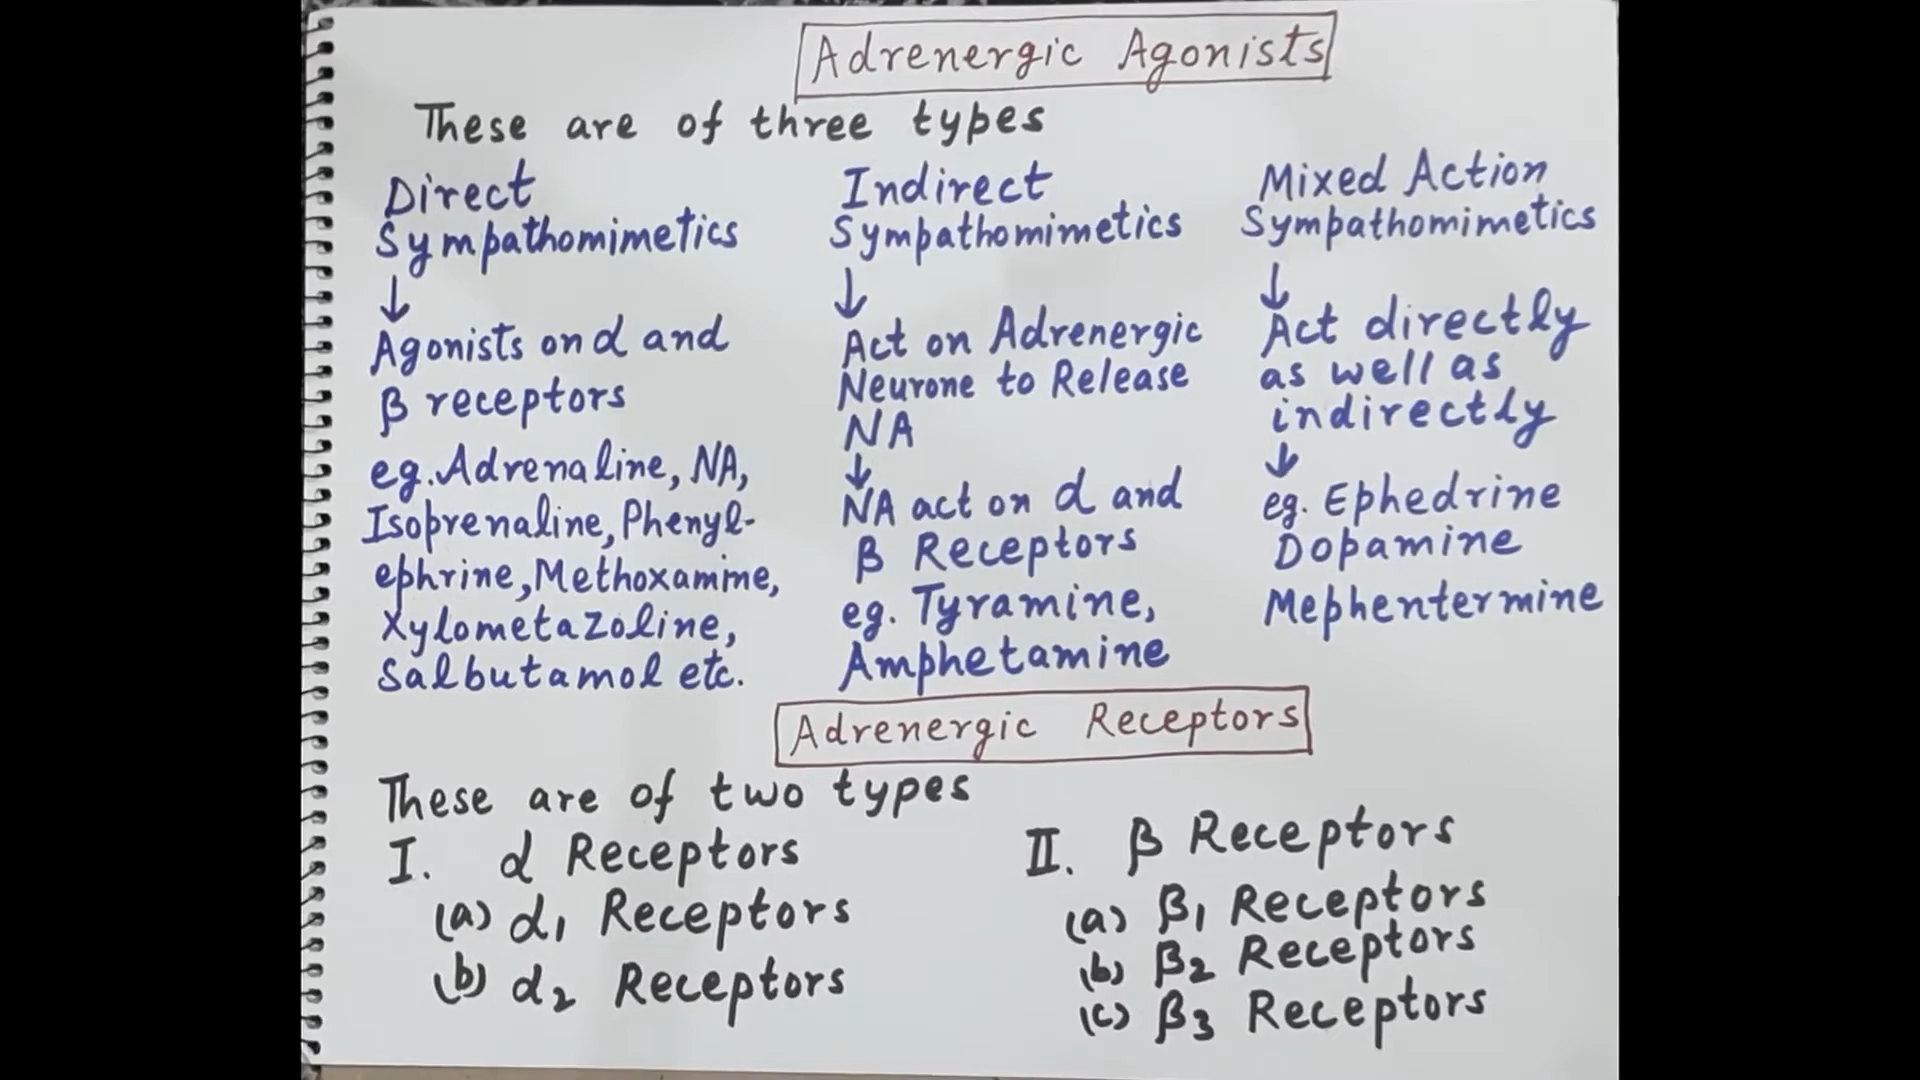 Adrenergic Agonists
These are of three types
Direct
Sympathomimetics
↓
Agonists on α and
β receptors
eg. Adrenaline, NA,
Isoprenaline, Phenyl-
ephrine, Methoxamine,
Xylometazoline,
Salbutamol etc.
Indirect
Sympathomimetics
↓
Act on Adrenergic
Neurone to Release
NA
↓
NA act on α and
β Receptors
eg. Tyramine,
Amphetamine
Mixed Action
Sympathomimetics
↓
Act directly
as well as
indirectly
↓
eg. Ephedrine
Dopamine
Mephentermine
Adrenergic Receptors
These are of two types
I. α Receptors
(a) α1 Receptors
(b) α2 Receptors
II. β Receptors
(a) β1 Receptors
(b) β2 Receptors
(c) β3 Receptors